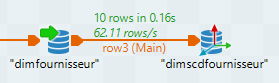 10 rows in 0.16s
62.11 rows/s
row3 (Main)
"dimfournisseur"
"dimscdfournisseur"